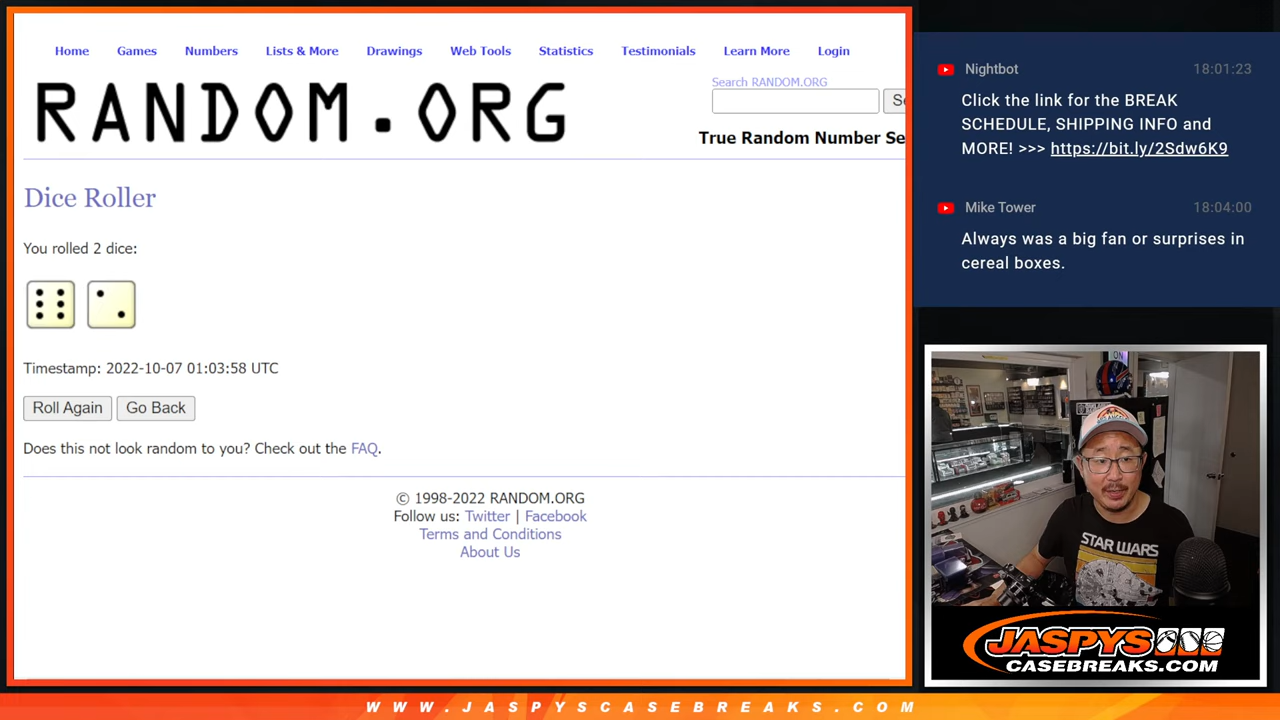 Home Games Numbers Lists & More Drawings Web Tools Statistics Testimonials Learn More Login
RANDOM.ORG
Search RANDOM.ORG
True Random Number Se
Dice Roller
You rolled 2 dice:
Timestamp: 2022-10-07 01:03:58 UTC
Roll Again Go Back
Does this not look random to you? Check out the FAQ.
© 1998-2022 RANDOM.ORG
Follow us: Twitter | Facebook
Terms and Conditions
About Us
Nightbot 18:01:23
Click the link for the BREAK
SCHEDULE, SHIPPING INFO and
MORE! >>> https://bit.ly/2Sdw6K9
Mike Tower 18:04:00
Always was a big fan or surprises in
cereal boxes.
ON
STAR WARS
JASPYS
CASEBREAKS.COM
WWW.JASPYSCASEBREAKS.COM